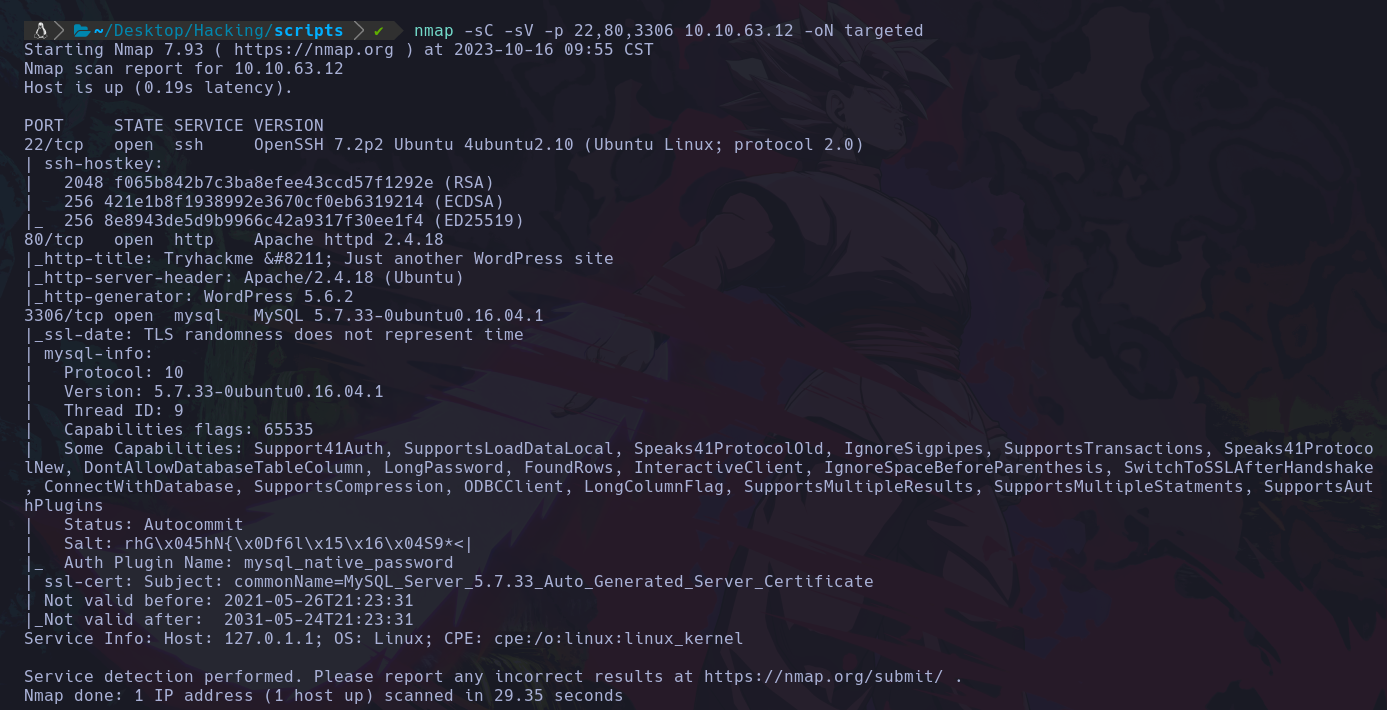 ~/Desktop/Hacking/scripts ✔ nmap -sC -sV -p 22,80,3306 10.10.63.12 -oN targeted
Starting Nmap 7.93 ( https://nmap.org ) at 2023-10-16 09:55 CST
Nmap scan report for 10.10.63.12
Host is up (0.19s latency).

PORT     STATE SERVICE VERSION
22/tcp   open  ssh     OpenSSH 7.2p2 Ubuntu 4ubuntu2.10 (Ubuntu Linux; protocol 2.0)
| ssh-hostkey:
|   2048 f065b842b7c3ba8efee43ccd57f1292e (RSA)
|   256 421e1b8f1938992e3670cf0eb6319214 (ECDSA)
|_  256 8e8943de5d9b9966c42a9317f30ee1f4 (ED25519)
80/tcp   open  http    Apache httpd 2.4.18
|_http-title: Tryhackme &#8211; Just another WordPress site
|_http-server-header: Apache/2.4.18 (Ubuntu)
|_http-generator: WordPress 5.6.2
3306/tcp open  mysql   MySQL 5.7.33-0ubuntu0.16.04.1
|_ssl-date: TLS randomness does not represent time
| mysql-info:
|   Protocol: 10
|   Version: 5.7.33-0ubuntu0.16.04.1
|   Thread ID: 9
|   Capabilities flags: 65535
|   Some Capabilities: Support41Auth, SupportsLoadDataLocal, Speaks41ProtocolOld, IgnoreSigpipes, SupportsTransactions, Speaks41Protoco
lNew, DontAllowDatabaseTableColumn, LongPassword, FoundRows, InteractiveClient, IgnoreSpaceBeforeParenthesis, SwitchToSSLAfterHandshake
, ConnectWithDatabase, SupportsCompression, ODBCClient, LongColumnFlag, SupportsMultipleResults, SupportsMultipleStatments, SupportsAut
hPlugins
|   Status: Autocommit
|   Salt: rhG\x045hN{\x0Df6l\x15\x16\x04S9*<|
|_  Auth Plugin Name: mysql_native_password
| ssl-cert: Subject: commonName=MySQL_Server_5.7.33_Auto_Generated_Server_Certificate
| Not valid before: 2021-05-26T21:23:31
|_Not valid after:  2031-05-24T21:23:31
Service Info: Host: 127.0.1.1; OS: Linux; CPE: cpe:/o:linux:linux_kernel

Service detection performed. Please report any incorrect results at https://nmap.org/submit/ .
Nmap done: 1 IP address (1 host up) scanned in 29.35 seconds